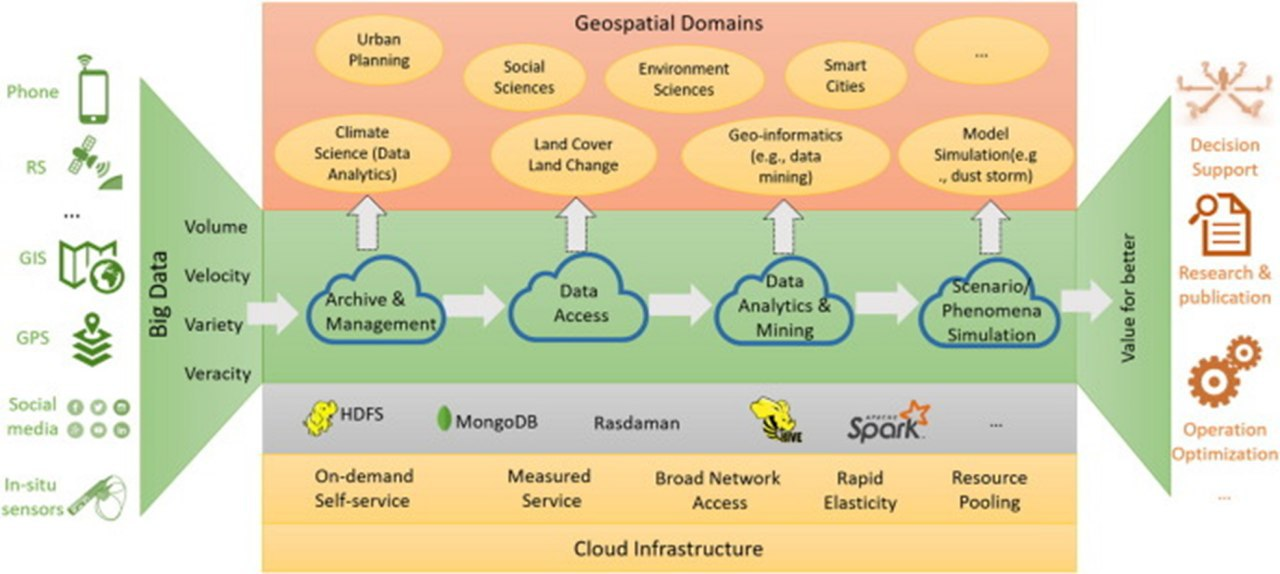 Phone
RS
...
GIS
GPS
Social
media
In-situ
sensors
Big Data
Volume
Velocity
Variety
Veracity
Geospatial Domains
Urban
Planning
Social
Sciences
Environment
Sciences
Smart
Cities
...
Climate
Science (Data
Analytics)
Land Cover
Land Change
Geo-informatics
(e.g., data
mining)
Model
Simulation(e.g
., dust storm)
Archive &
Management
Data
Access
Data
Analytics &
Mining
Scenario/
Phenomena
Simulation
HDFS
MongoDB
Rasdaman
HIVE
APACHE
Spark
...
On-demand
Self-service
Measured
Service
Broad Network
Access
Rapid
Elasticity
Resource
Pooling
Cloud Infrastructure
Value for better
Decision
Support
Research &
publication
Operation
Optimization
...